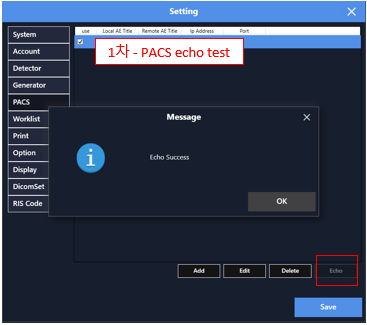 Setting
System
Account
Detector
Generator
PACS
Worklist
Print
Option
Display
DicomSet
RIS Code
use Local AE Title Remote AE Title Ip Address Port
1차 - PACS echo test
Message
Echo Success
OK
Add Edit Delete Echo
Save